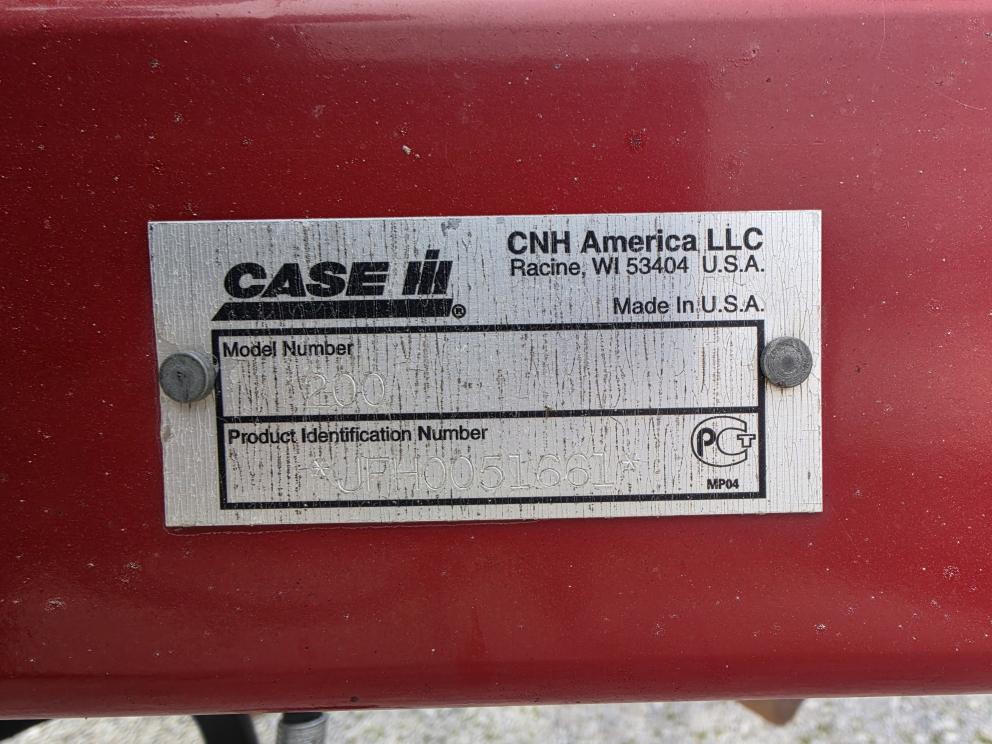 CASE IH®
CNH America LLC
Racine, WI 53404 U.S.A.
Made In U.S.A.
Model Number
200
Product Identification Number
*JFH0051661*
PCT
MP04